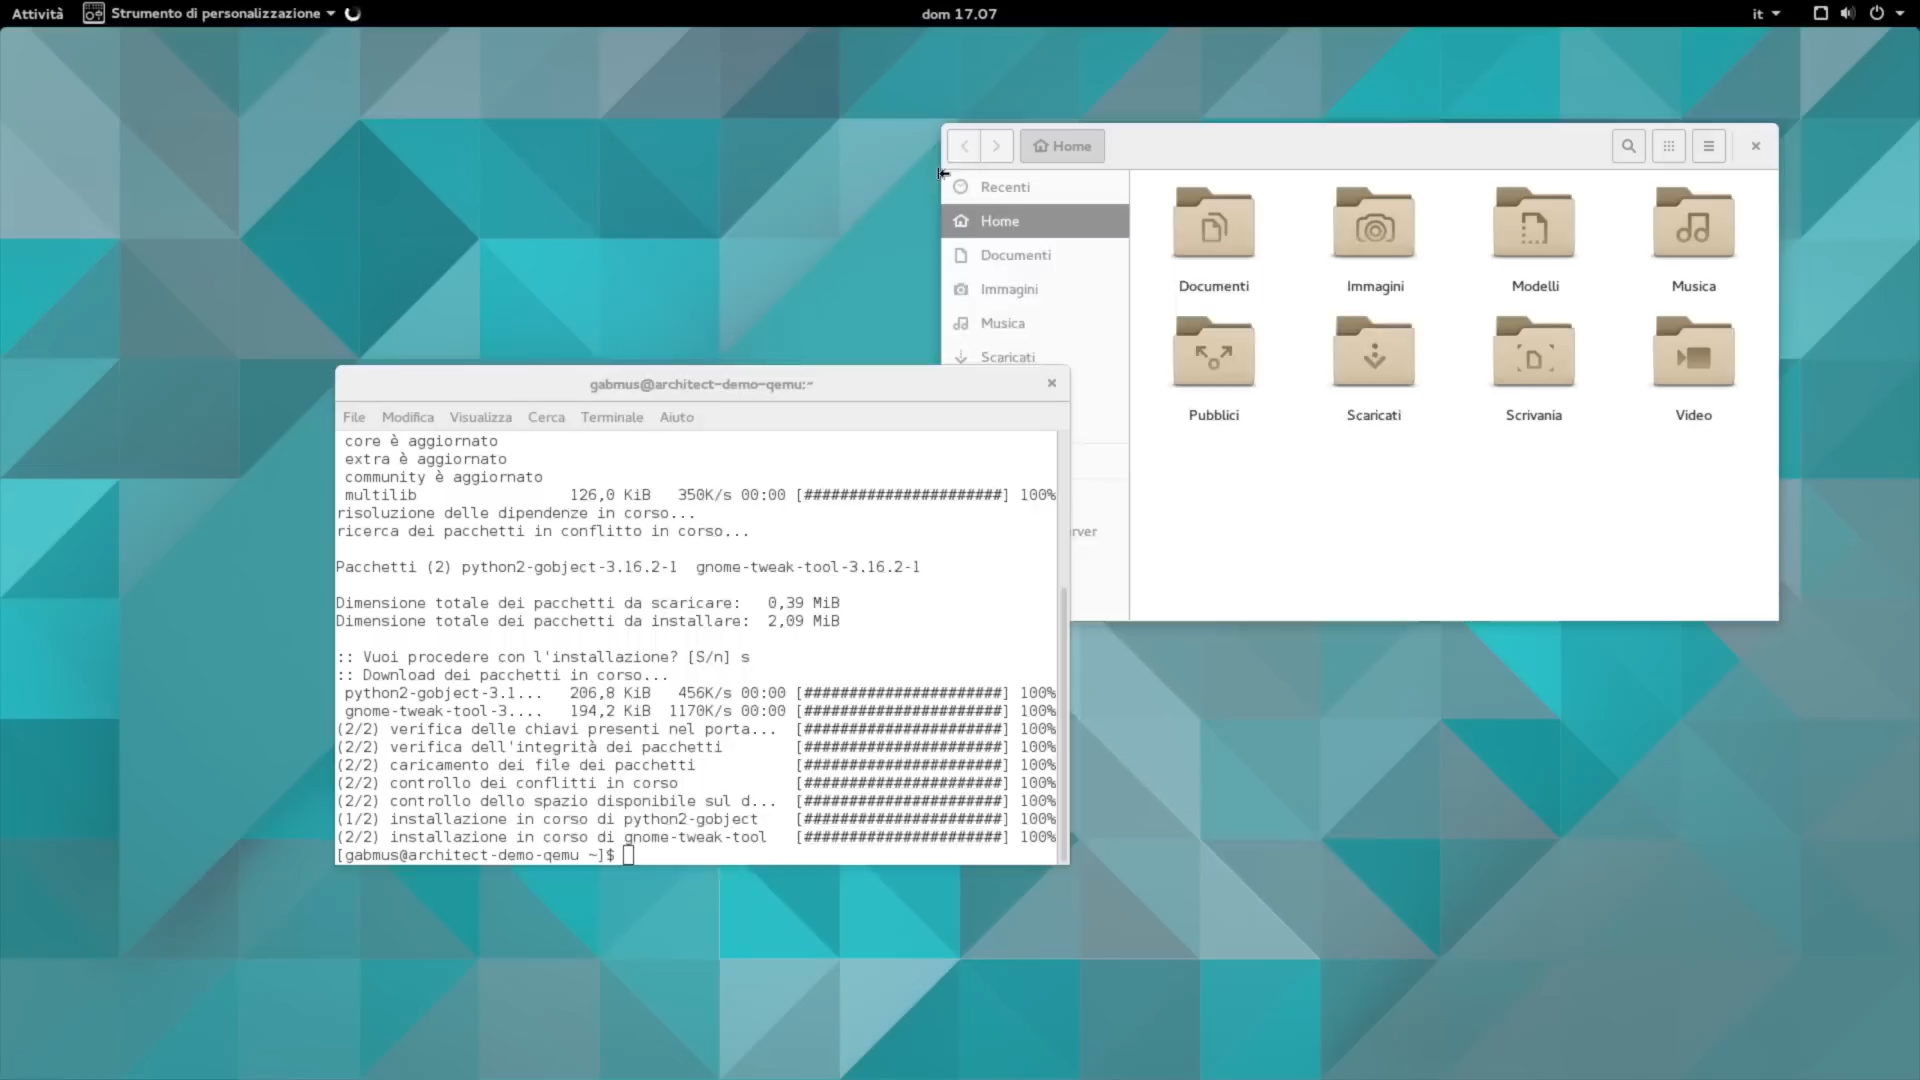 Attività
Strumento di personalizzazione
dom 17.07
it
Home
Recenti
Home
Documenti
Immagini
Musica
Scaricati
rver
Documenti
Immagini
Modelli
Musica
Pubblici
Scaricati
Scrivania
Video
gabmus@architect-demo-qemu:~
File Modifica Visualizza Cerca Terminale Aiuto
core è aggiornato
extra è aggiornato
community è aggiornato
multilib 126,0 KiB 350K/s 00:00 [######################] 100%
risoluzione delle dipendenze in corso...
ricerca dei pacchetti in conflitto in corso...
Pacchetti (2) python2-gobject-3.16.2-1 gnome-tweak-tool-3.16.2-1
Dimensione totale dei pacchetti da scaricare: 0,39 MiB
Dimensione totale dei pacchetti da installare: 2,09 MiB
:: Vuoi procedere con l'installazione? [S/n] s
:: Download dei pacchetti in corso...
python2-gobject-3.1... 206,8 KiB 456K/s 00:00 [######################] 100%
gnome-tweak-tool-3.... 194,2 KiB 1170K/s 00:00 [######################] 100%
(2/2) verifica delle chiavi presenti nel porta... [######################] 100%
(2/2) verifica dell'integrità dei pacchetti [######################] 100%
(2/2) caricamento dei file dei pacchetti [######################] 100%
(2/2) controllo dei conflitti in corso [######################] 100%
(2/2) controllo dello spazio disponibile sul d... [######################] 100%
(1/2) installazione in corso di python2-gobject [######################] 100%
(2/2) installazione in corso di gnome-tweak-tool [######################] 100%
[gabmus@architect-demo-qemu ~]$